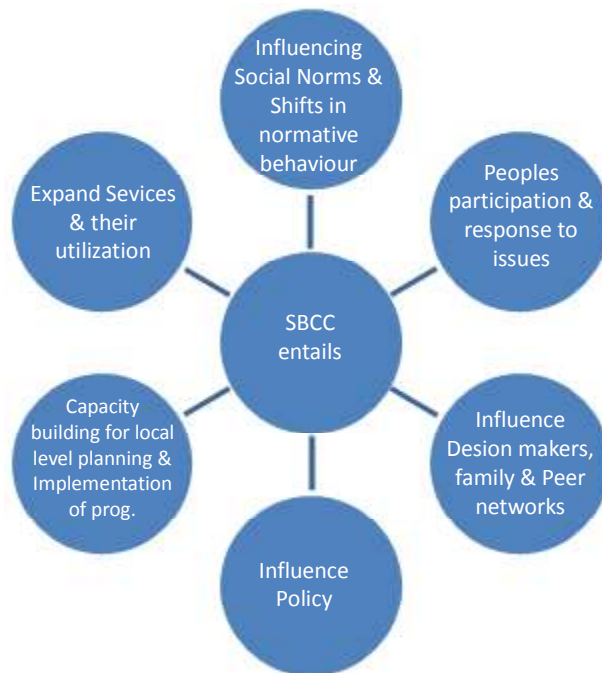 Influencing
Social Norms &
Shifts in
normative
behaviour
Peoples
participation &
response to
issues
Influence
Desion makers,
family & Peer
networks
Influence
Policy
Capacity
building for local
level planning &
Implementation
of prog.
Expand Sevices
& their
utilization
SBCC
entails